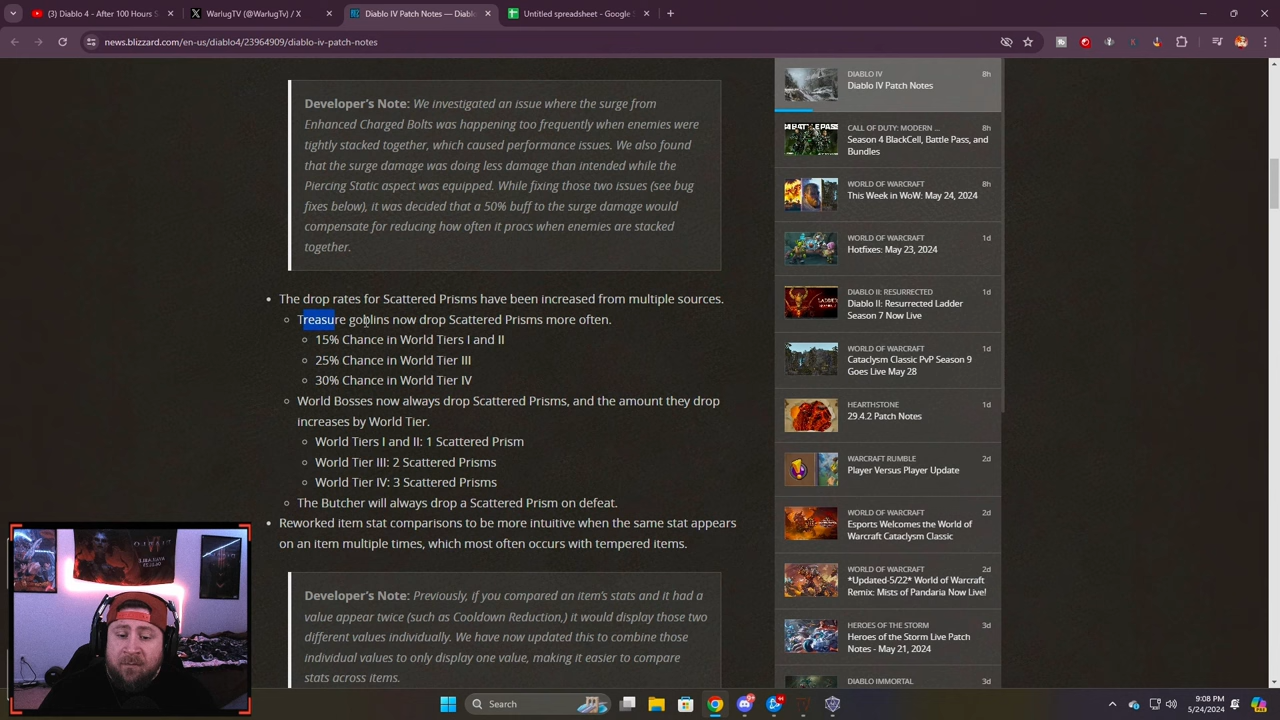 (3) Diablo 4 - After 100 Hours S
WarlugTV (@WarlugTv) / X
Diablo IV Patch Notes — Diablo
Untitled spreadsheet - Google S
news.blizzard.com/en-us/diablo4/23964909/diablo-iv-patch-notes
Developer's Note: We investigated an issue where the surge from
Enhanced Charged Bolts was happening too frequently when enemies were
tightly stacked together, which caused performance issues. We also found
that the surge damage was doing less damage than intended while the
Piercing Static aspect was equipped. While fixing those two issues (see bug
fixes below), it was decided that a 50% buff to the surge damage would
compensate for reducing how often it procs when enemies are stacked
together.
The drop rates for Scattered Prisms have been increased from multiple sources.
Treasure goblins now drop Scattered Prisms more often.
15% Chance in World Tiers I and II
25% Chance in World Tier III
30% Chance in World Tier IV
World Bosses now always drop Scattered Prisms, and the amount they drop
increases by World Tier.
World Tiers I and II: 1 Scattered Prism
World Tier III: 2 Scattered Prisms
World Tier IV: 3 Scattered Prisms
The Butcher will always drop a Scattered Prism on defeat.
Reworked item stat comparisons to be more intuitive when the same stat appears
on an item multiple times, which most often occurs with tempered items.
Developer's Note: Previously, if you compared an item's stats and it had a
value appear twice (such as Cooldown Reduction,) it would display those two
different values individually. We have now updated this to combine those
individual values to only display one value, making it easier to compare
stats across items.
DIABLO IV 8h
Diablo IV Patch Notes
CALL OF DUTY: MODERN ... 8h
Season 4 BlackCell, Battle Pass, and
Bundles
WORLD OF WARCRAFT 8h
This Week in WoW: May 24, 2024
WORLD OF WARCRAFT 1d
Hotfixes: May 23, 2024
DIABLO II: RESURRECTED 1d
Diablo II: Resurrected Ladder
Season 7 Now Live
WORLD OF WARCRAFT 1d
Cataclysm Classic PvP Season 9
Goes Live May 28
HEARTHSTONE 1d
29.4.2 Patch Notes
WARCRAFT RUMBLE 2d
Player Versus Player Update
WORLD OF WARCRAFT 2d
Esports Welcomes the World of
Warcraft Cataclysm Classic
WORLD OF WARCRAFT 2d
*Updated-5/22* World of Warcraft
Remix: Mists of Pandaria Now Live!
HEROES OF THE STORM 3d
Heroes of the Storm Live Patch
Notes - May 21, 2024
DIABLO IMMORTAL 3d
Search
9:08 PM
5/24/2024